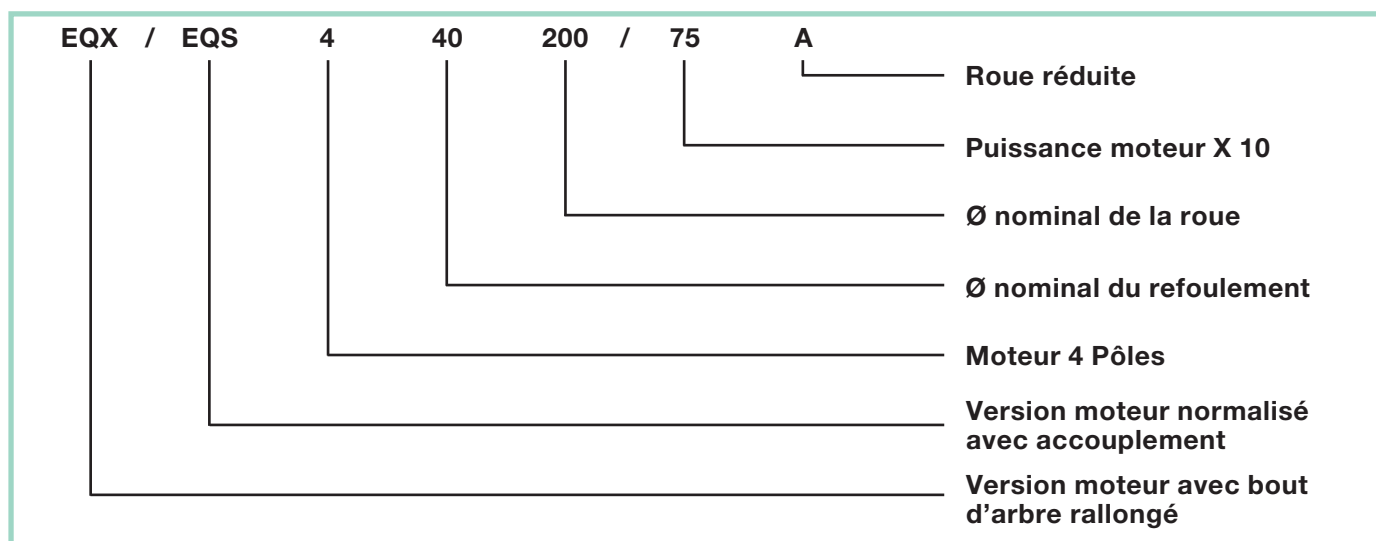 EQX / EQS 4 40 200 / 75 A
Roue réduite
Puissance moteur X 10
Ø nominal de la roue
Ø nominal du refoulement
Moteur 4 Pôles
Version moteur normalisé
avec accouplement
Version moteur avec bout
d'arbre rallongé